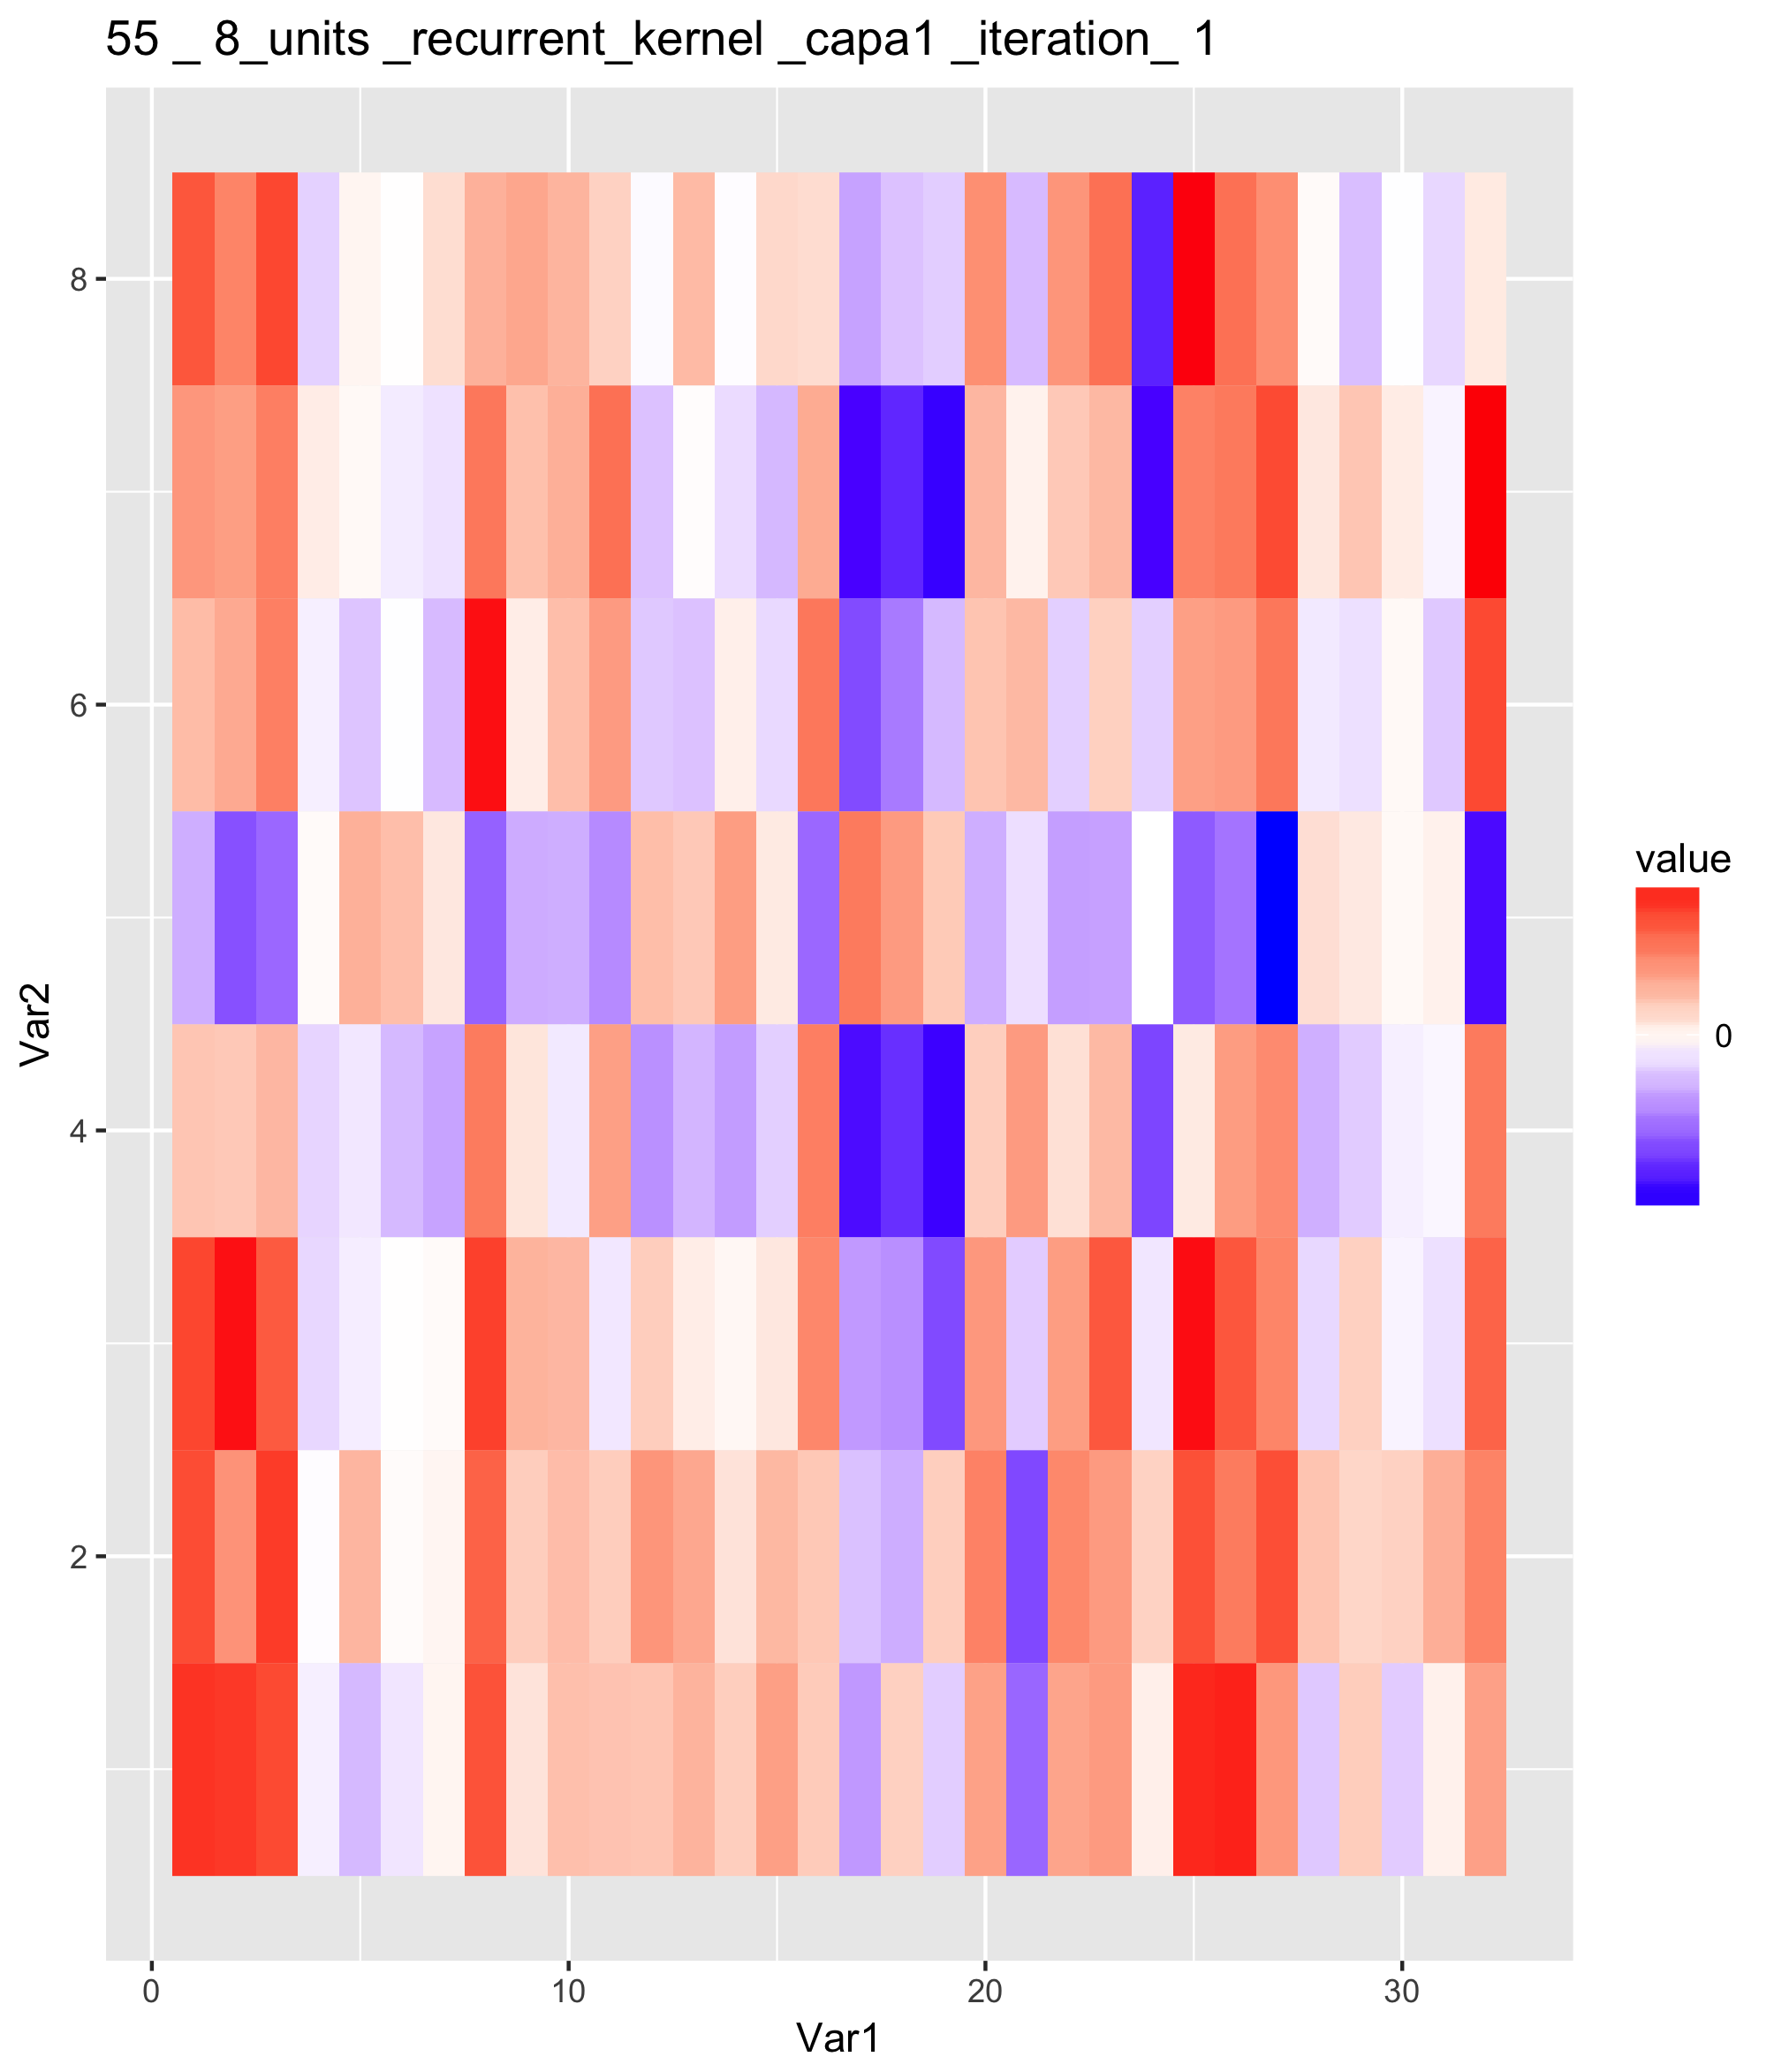 55 _ 8_units _recurrent_kernel _capa1 _iteration_ 1
8
6
4
2
Var2
0
10
20
30
Var1
value
0